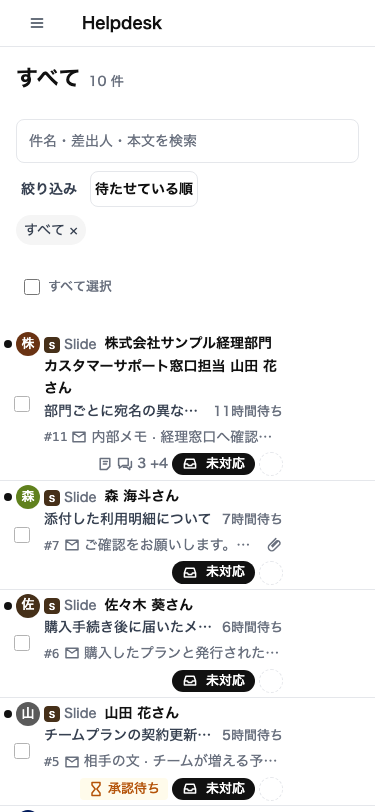 Helpdesk
すべて 10 件
件名・差出人・本文を検索
絞り込み 待たせている順
すべて ×
すべて選択
株 S Slide 株式会社サンプル経理部門
カスタマーサポート窓口担当 山田 花
さん
部門ごとに宛名の異な… 11時間待ち
#11 内部メモ・経理窓口へ確認…
3 +4 未対応
森 S Slide 森 海斗さん
添付した利用明細について 7時間待ち
#7 ご確認をお願いします。…
未対応
佐 S Slide 佐々木 葵さん
購入手続き後に届いたメ… 6時間待ち
#6 購入したプランと発行された…
未対応
山 S Slide 山田 花さん
チームプランの契約更新… 5時間待ち
#5 相手の文・チームが増える予…
承認待ち 未対応